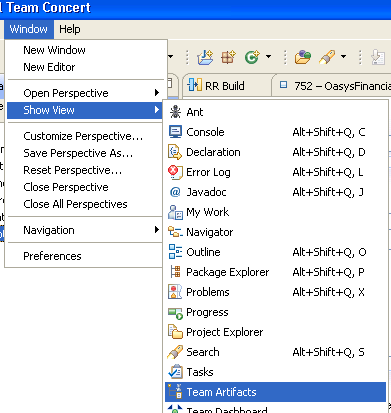 l Team Concert
Window Help
New Window
New Editor
RR Build
752 - OasysFinancial
Open Perspective
Show View
Ant
Console Alt+Shift+Q, C
Customize Perspective...
Declaration Alt+Shift+Q, D
Save Perspective As...
Error Log Alt+Shift+Q, L
Reset Perspective...
Javadoc Alt+Shift+Q, J
Close Perspective
My Work
Close All Perspectives
Navigator
Navigation
Outline Alt+Shift+Q, O
Preferences
Package Explorer Alt+Shift+Q, P
Problems Alt+Shift+Q, X
Progress
Project Explorer
Search Alt+Shift+Q, S
Tasks
Team Artifacts
Team Dashboard